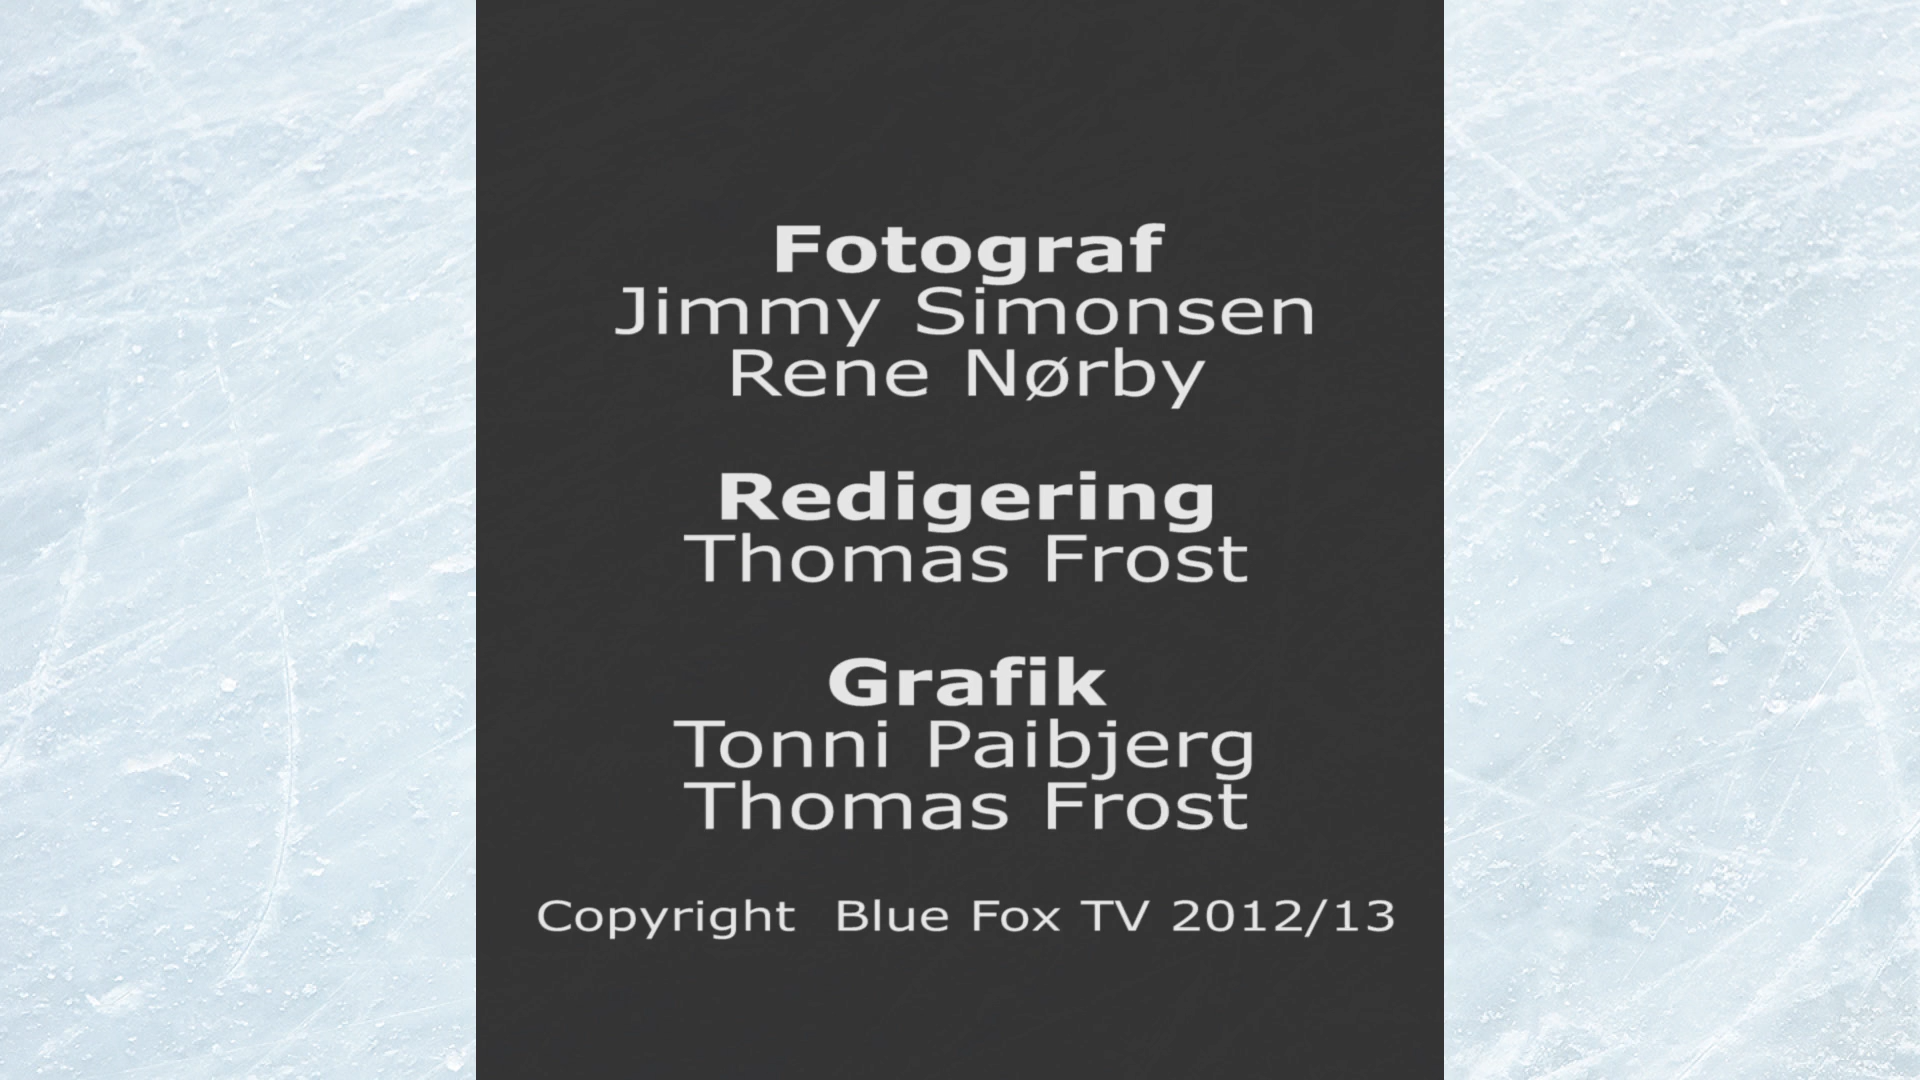 Fotograf
Jimmy Simonsen
Rene Nørby
Redigering
Thomas Frost
Grafik
Tonni Paibjerg
Thomas Frost
Copyright  Blue Fox TV 2012/13